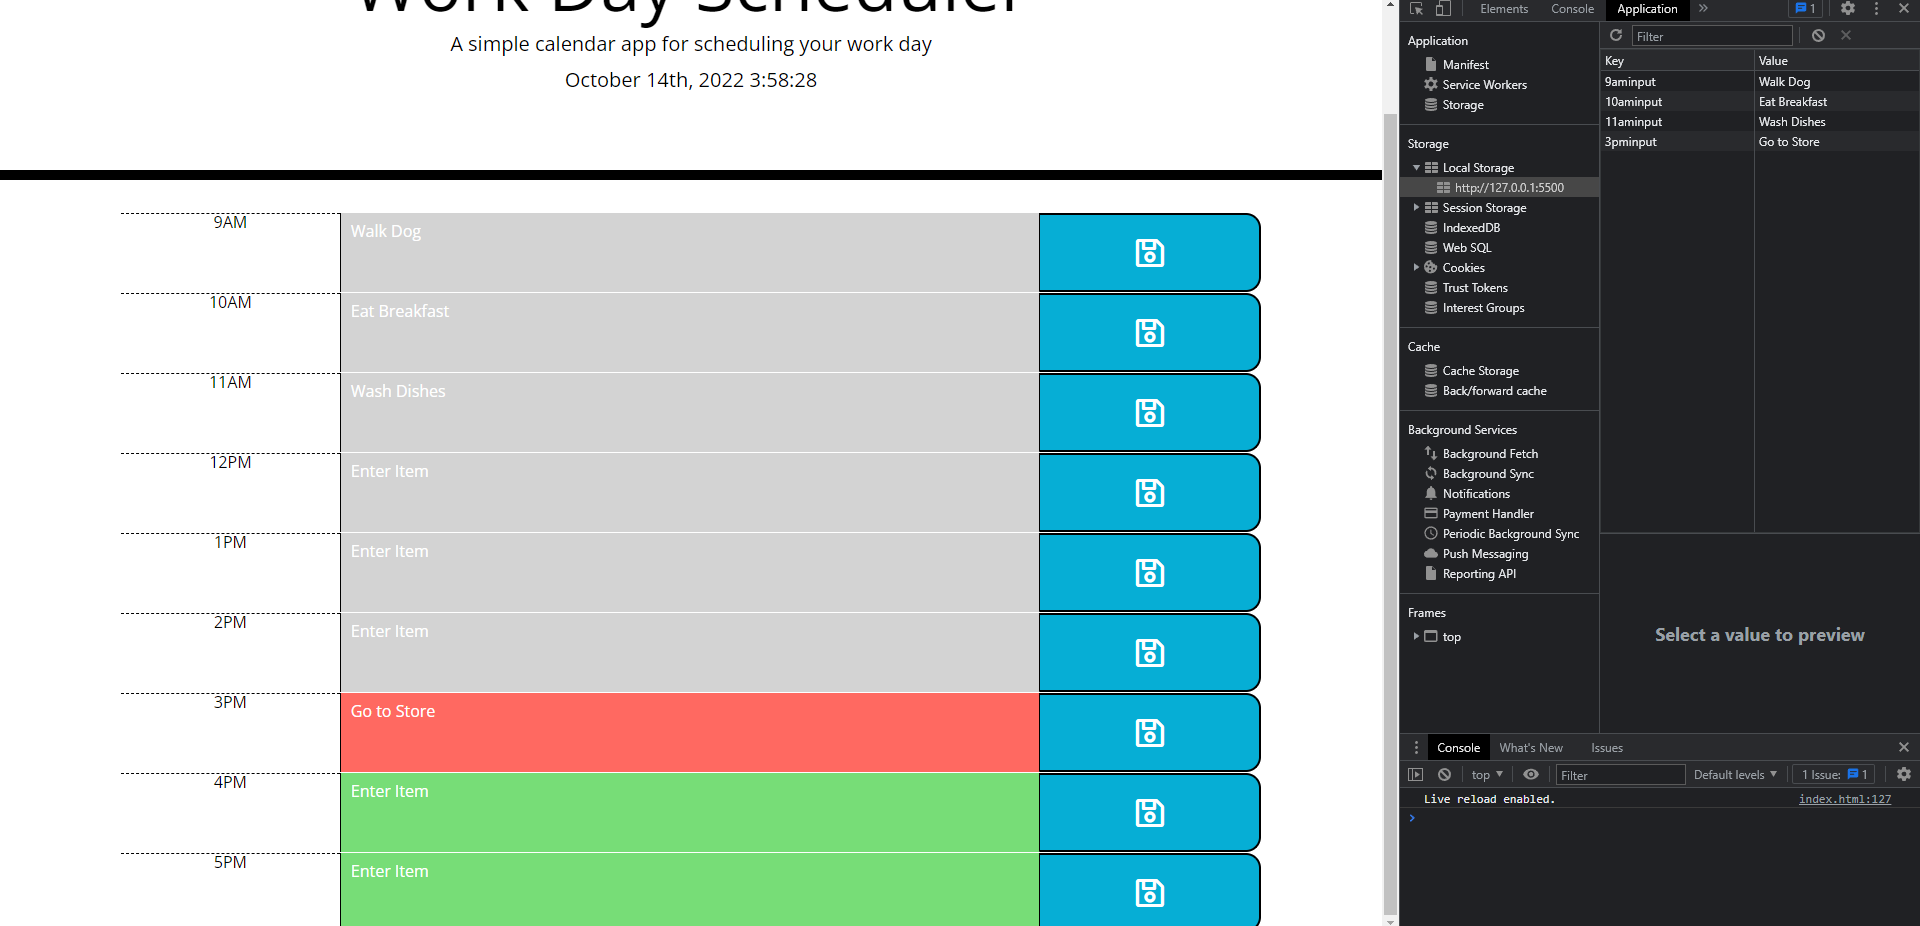 Work Day Scheduler
A simple calendar app for scheduling your work day
October 14th, 2022 3:58:28
9AM
Walk Dog
10AM
Eat Breakfast
11AM
Wash Dishes
12PM
Enter Item
1PM
Enter Item
2PM
Enter Item
3PM
Go to Store
4PM
Enter Item
5PM
Enter Item
Elements Console Application 1
Application
Manifest
Service Workers
Storage
Storage
Local Storage
http://127.0.0.1:5500
Session Storage
IndexedDB
Web SQL
Cookies
Trust Tokens
Interest Groups
Cache
Cache Storage
Back/forward cache
Background Services
Background Fetch
Background Sync
Notifications
Payment Handler
Periodic Background Sync
Push Messaging
Reporting API
Frames
top
Filter
Key Value
9aminput Walk Dog
10aminput Eat Breakfast
11aminput Wash Dishes
3pminput Go to Store
Select a value to preview
Console What's New Issues
top Filter Default levels 1 Issue: 1
Live reload enabled. index.html:127